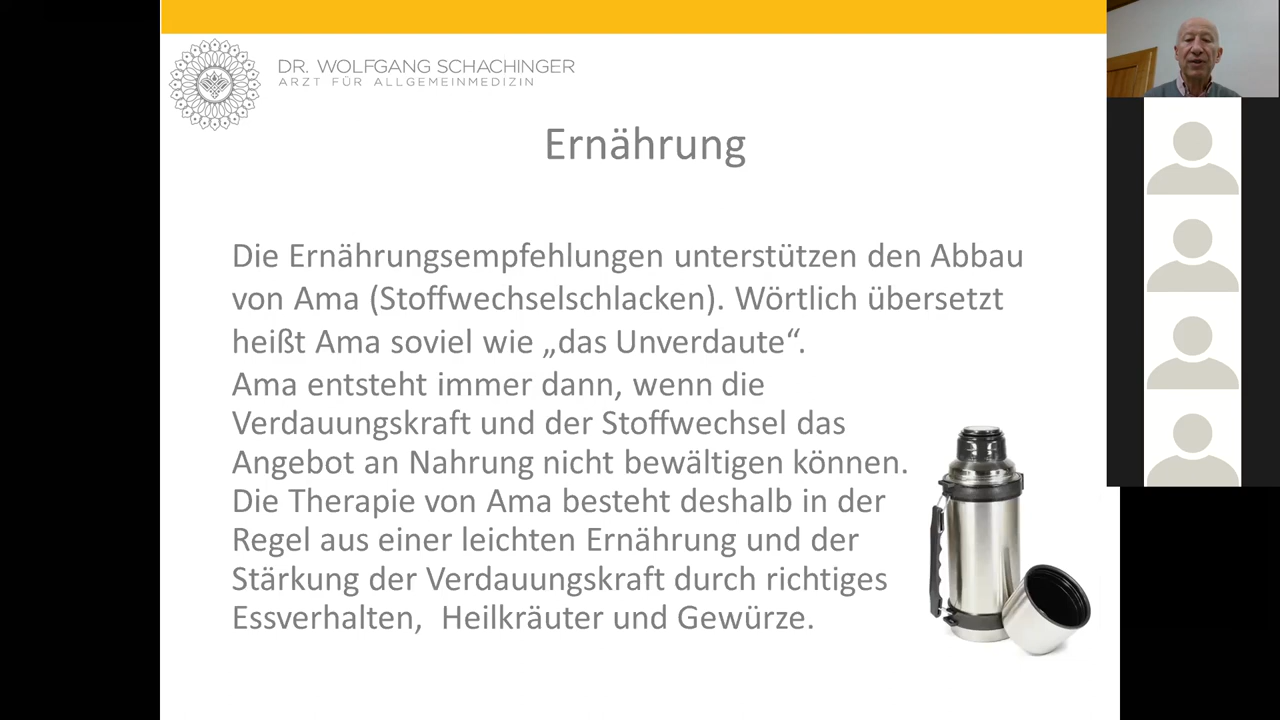 DR. WOLFGANG SCHACHINGER
ARZT FÜR ALLGEMEINMEDIZIN
Ernährung
Die Ernährungsempfehlungen unterstützen den Abbau
von Ama (Stoffwechselschlacken). Wörtlich übersetzt
heißt Ama soviel wie „das Unverdaute“.
Ama entsteht immer dann, wenn die
Verdauungskraft und der Stoffwechsel das
Angebot an Nahrung nicht bewältigen können.
Die Therapie von Ama besteht deshalb in der
Regel aus einer leichten Ernährung und der
Stärkung der Verdauungskraft durch richtiges
Essverhalten,  Heilkräuter und Gewürze.